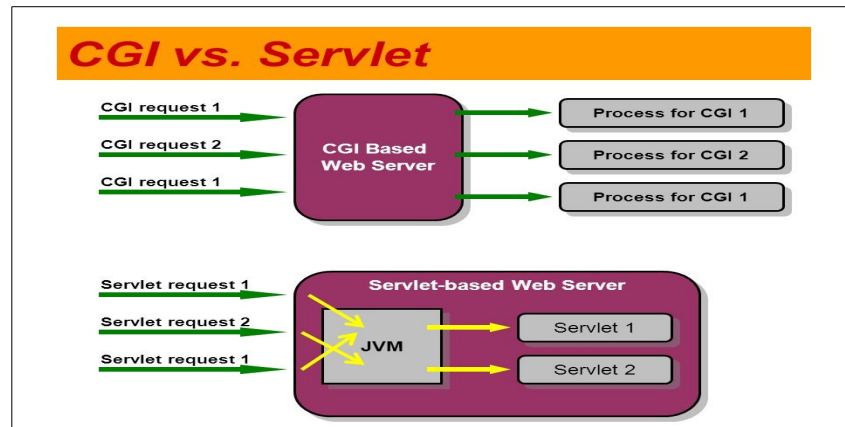 CGI vs. Servlet
CGI request 1
CGI request 2
CGI request 1
CGI Based
Web Server
Process for CGI 1
Process for CGI 2
Process for CGI 1
Servlet request 1
Servlet request 2
Servlet request 1
Servlet-based Web Server
JVM
Servlet 1
Servlet 2